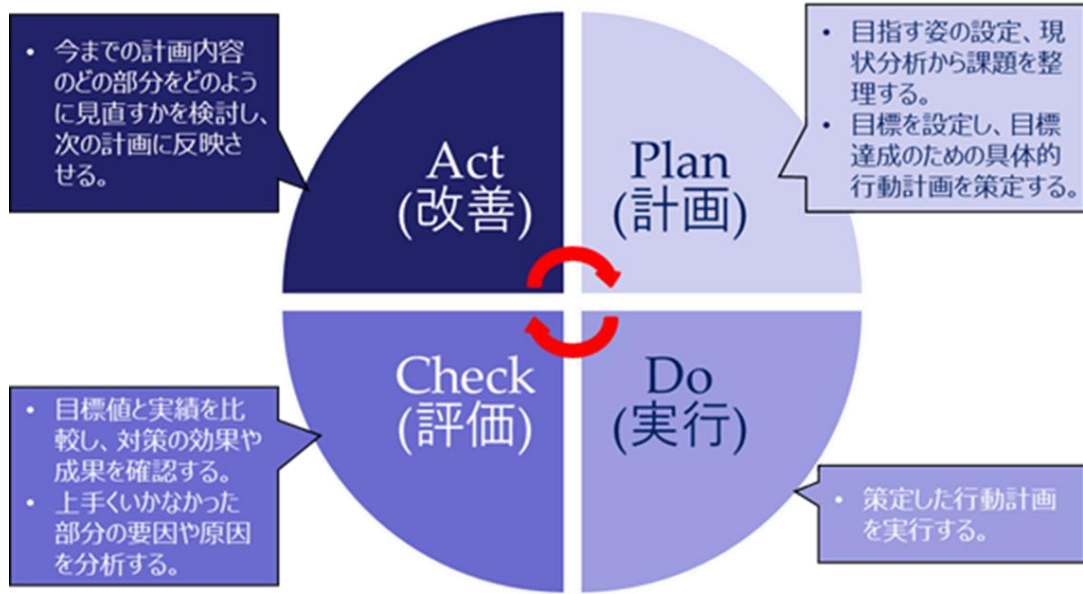 • 今までの計画内容
のどの部分をどのよう
に見直すかを検討し、
次の計画に反映さ
せる。
• 目指す姿の設定、現
状分析から課題を整
理する。
• 目標を設定し、目標
達成のための具体的
行動計画を策定する。
Act
(改善)
Plan
(計画)
Check
(評価)
Do
(実行)
• 目標値と実績を比
較し、対策の効果や
成果を確認する。
• 上手くいかなかった
部分の要因や原因
を分析する。
• 策定した行動計画
を実行する。